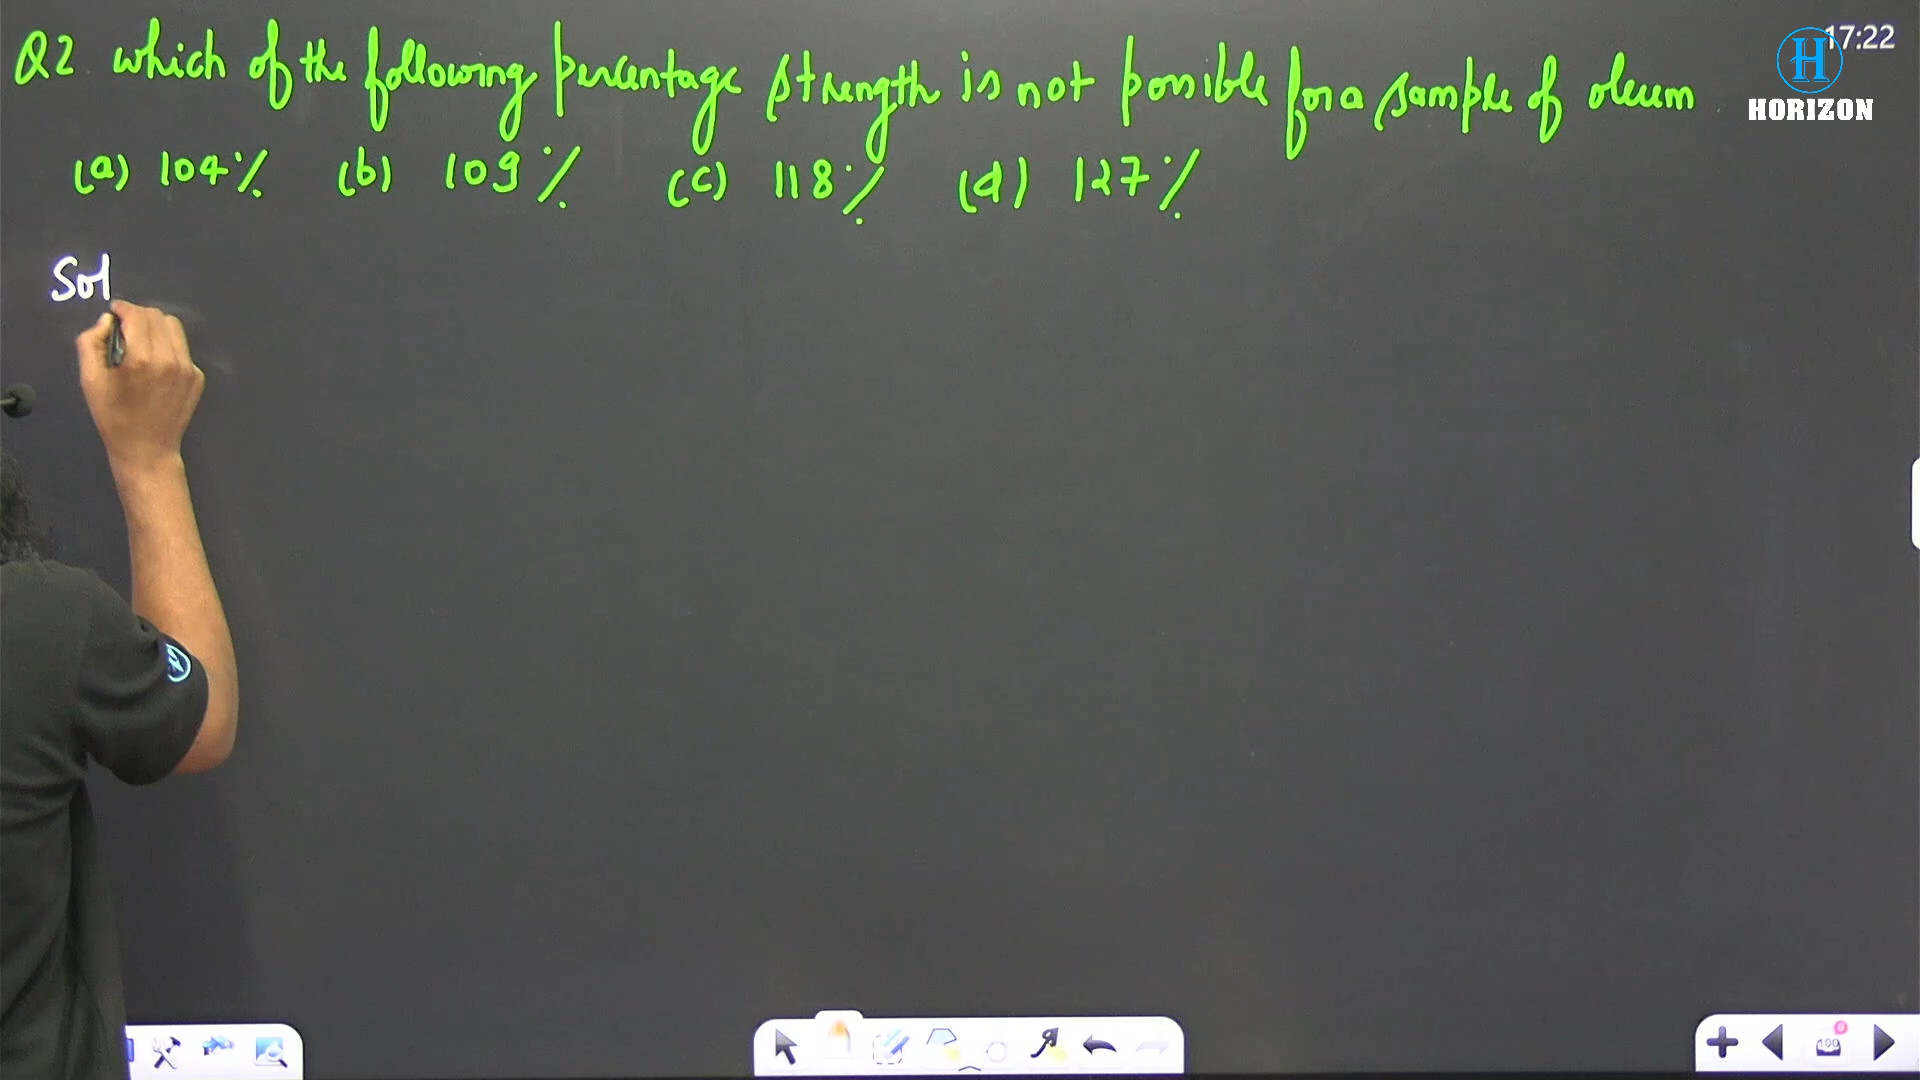 17:22
HORIZON
Q2 which of the following percentage strength is not possible for a sample of oleum
(a) 104% (b) 109% (c) 118% (d) 127%
Sol
100